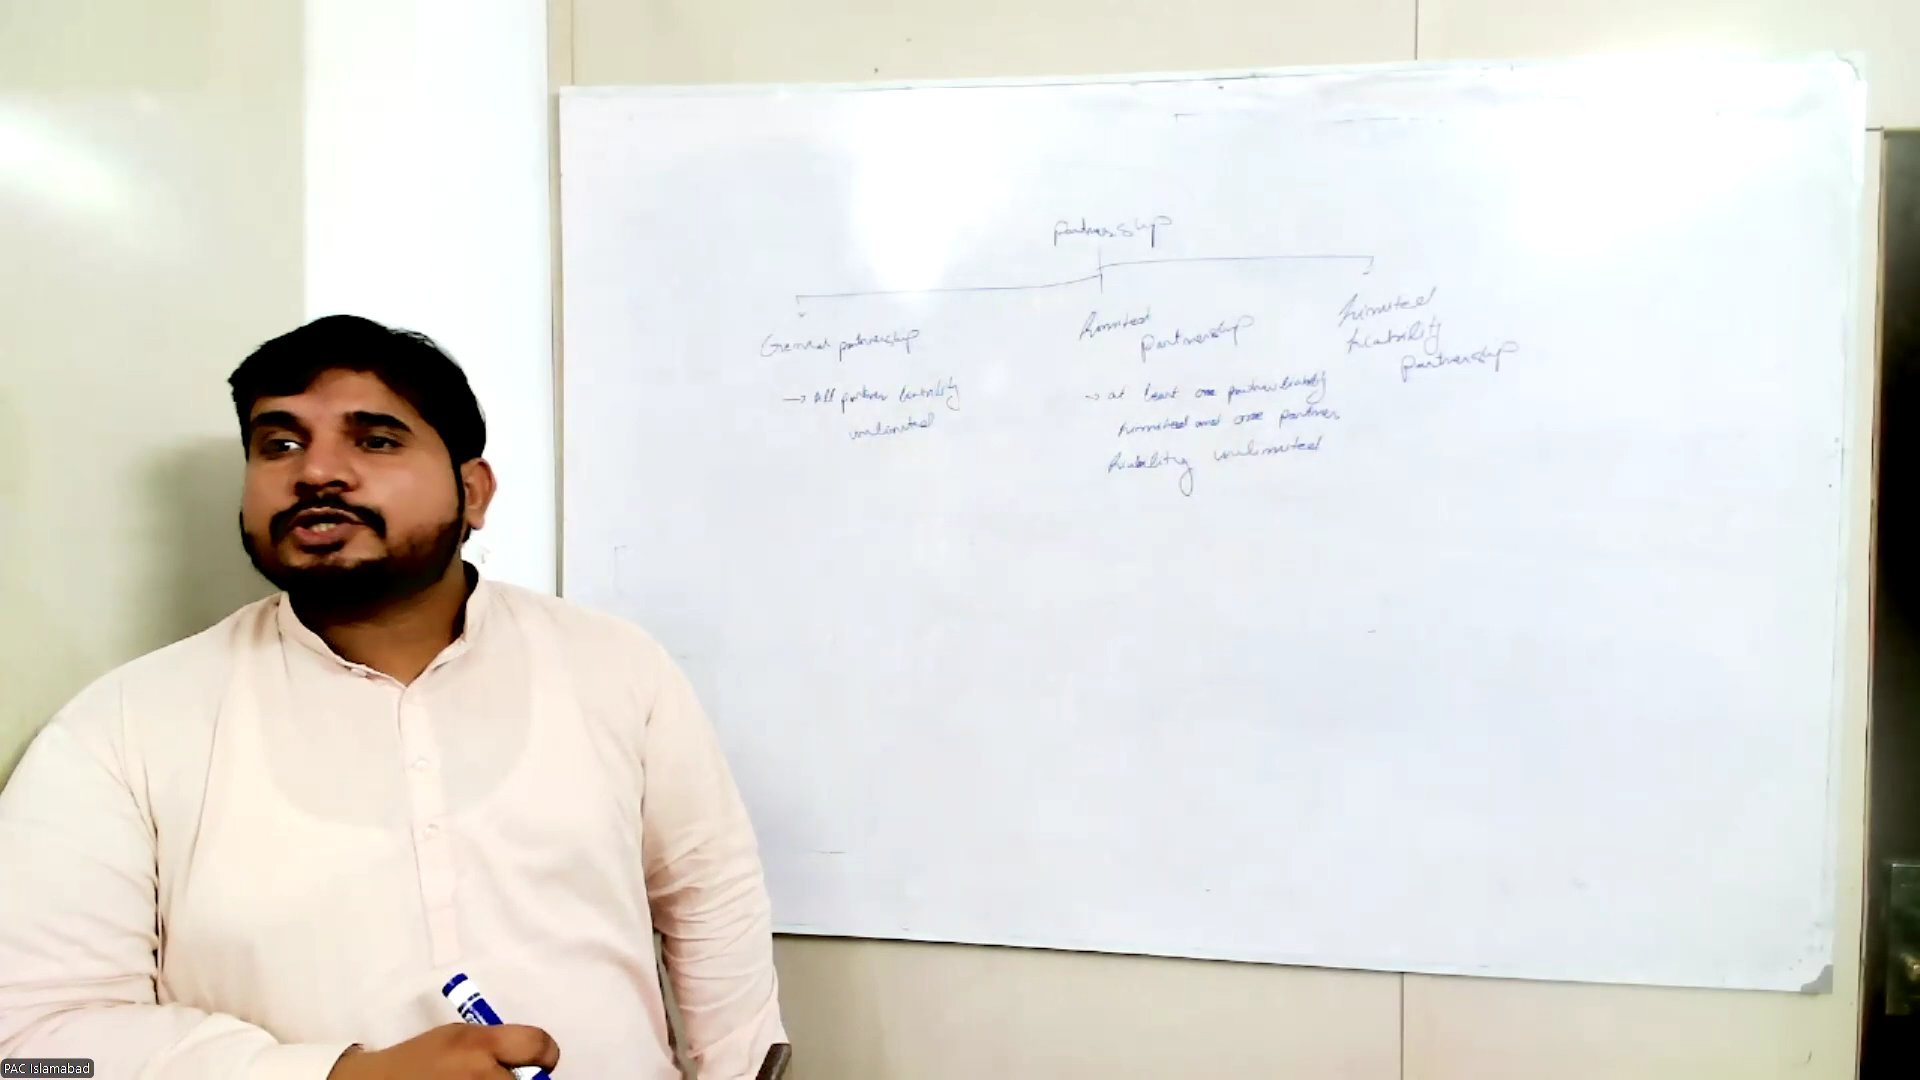 partnership
General partnership
→ All partner liability
unlimited
Limited
partnership
→ at least one partner liability
limited and one partner
liability unlimited
Limited
Liability
partnership
PAC Islamabad